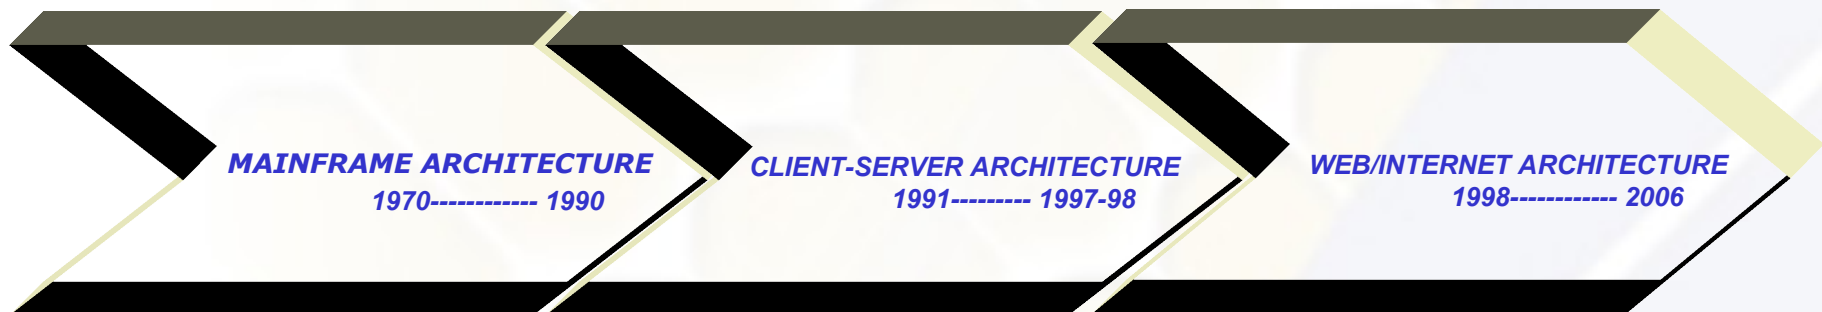 MAINFRAME ARCHITECTURE
1970------------ 1990
CLIENT-SERVER ARCHITECTURE
1991--------- 1997-98
WEB/INTERNET ARCHITECTURE
1998------------ 2006